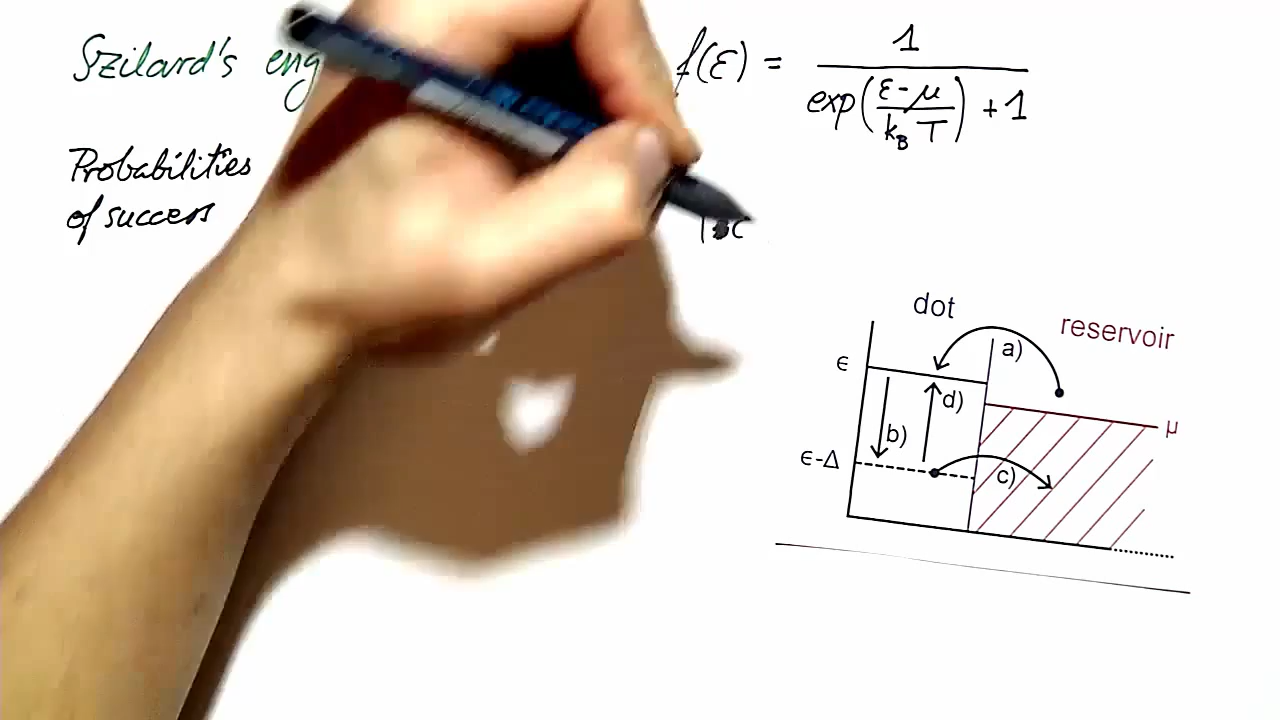 Szilard's eng
f(ε) = 1 / exp((ε-μ)/(k_B T)) + 1
Probabilities
of success
dot
reservoir
a)
ϵ
d)
μ
b)
ϵ-Δ
c)